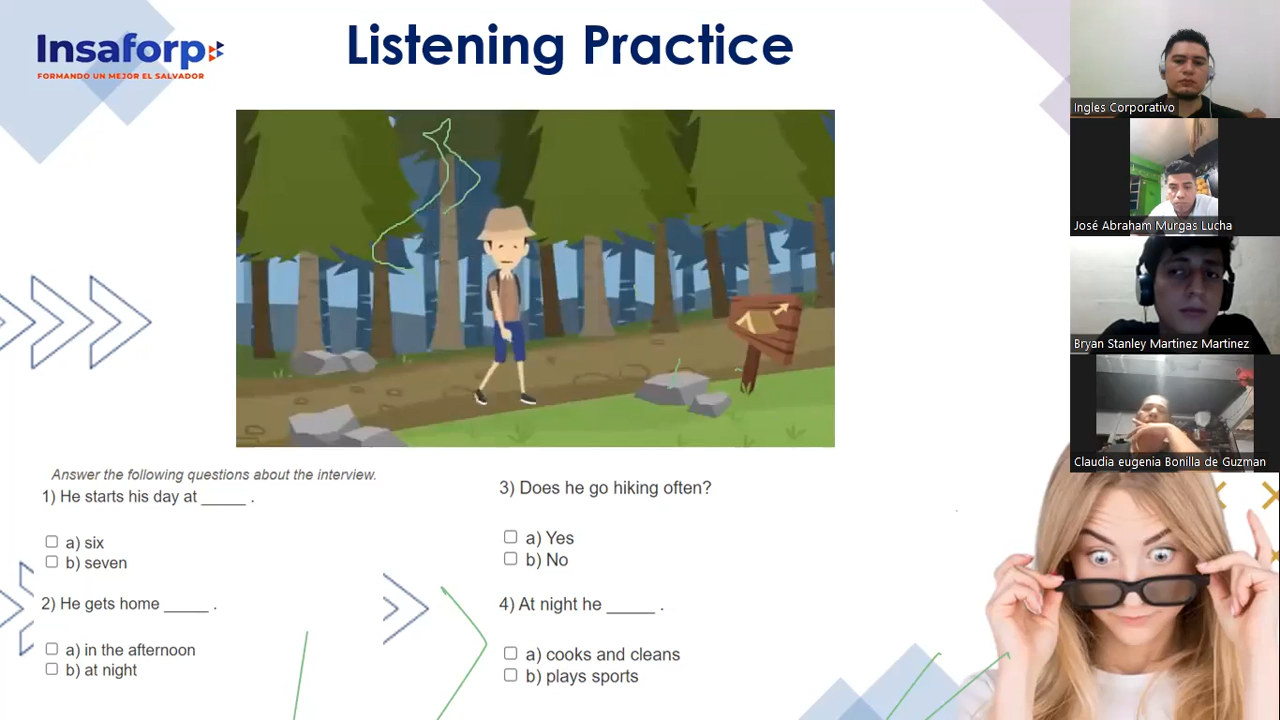 Insaforp
FORMANDO UN MEJOR EL SALVADOR
Listening Practice
Answer the following questions about the interview.
1) He starts his day at _____ .
a) six
b) seven
2) He gets home _____ .
a) in the afternoon
b) at night
3) Does he go hiking often?
a) Yes
b) No
4) At night he _____ .
a) cooks and cleans
b) plays sports
Ingles Corporativo
José Abraham Murgas Lucha
Bryan Stanley Martinez Martinez
Claudia eugenia Bonilla de Guzman